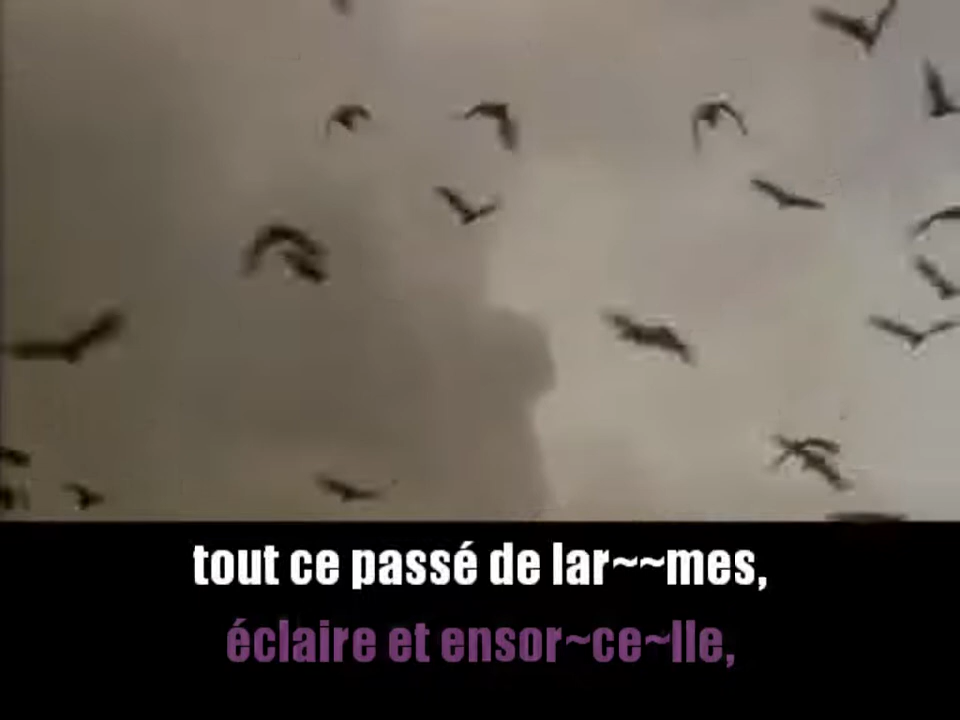 tout ce passé de lar~~mes,
éclaire et ensor~ce~lle,